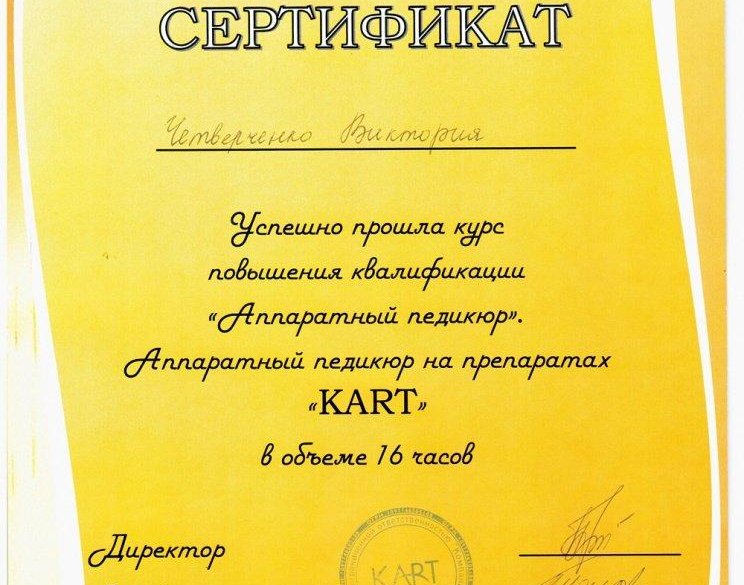 СЕРТИФИКАТ
Четверченко Виктория
Успешно прошла курс
повышения квалификации
«Аппаратный педикюр».
Аппаратный педикюр на препаратах
«KART»
в объеме 16 часов
Директор
KART